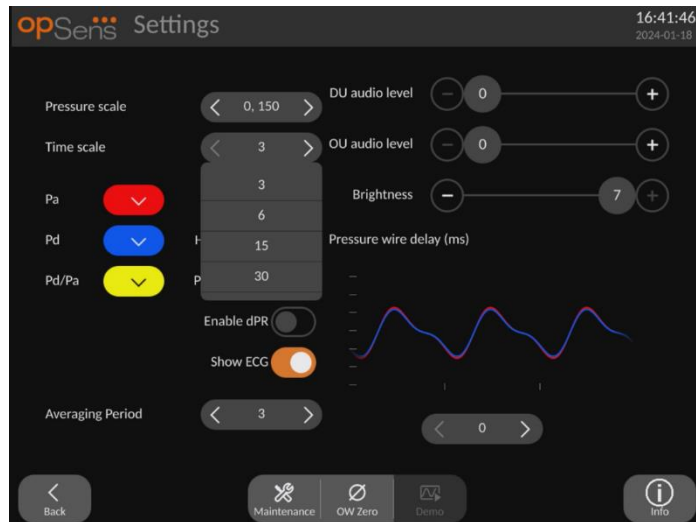 opSens Settings
16:41:46
2024-01-18
Pressure scale
0, 150
Time scale
3
3
6
15
30
Pa
Pd
H
Pd/Pa
P
Enable dPR
Show ECG
Averaging Period
3
DU audio level
0
OU audio level
0
Brightness
7
Pressure wire delay (ms)
0
Back
Maintenance
OW Zero
Demo
Info